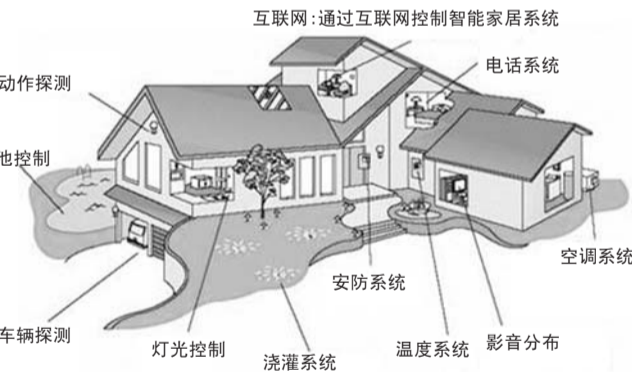 互联网:通过互联网控制智能家居系统
电话系统
动作探测
他控制
空调系统
安防系统
车辆探测
灯光控制
浇灌系统
温度系统
影音分布